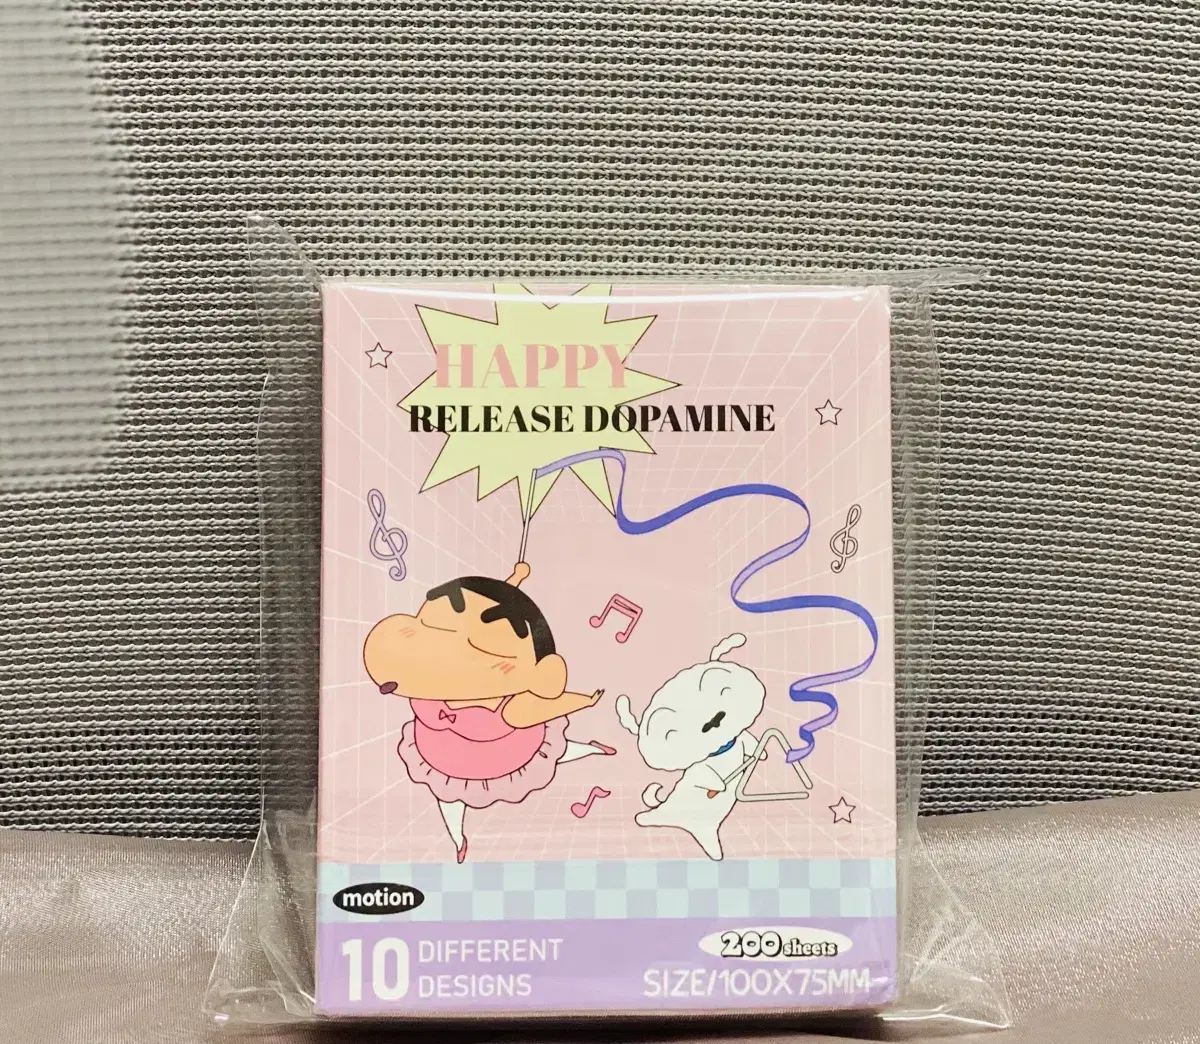 HAPPY
RELEASE DOPAMINE
motion
10 DIFFERENT
DESIGNS
200 sheets
SIZE/100X75MM